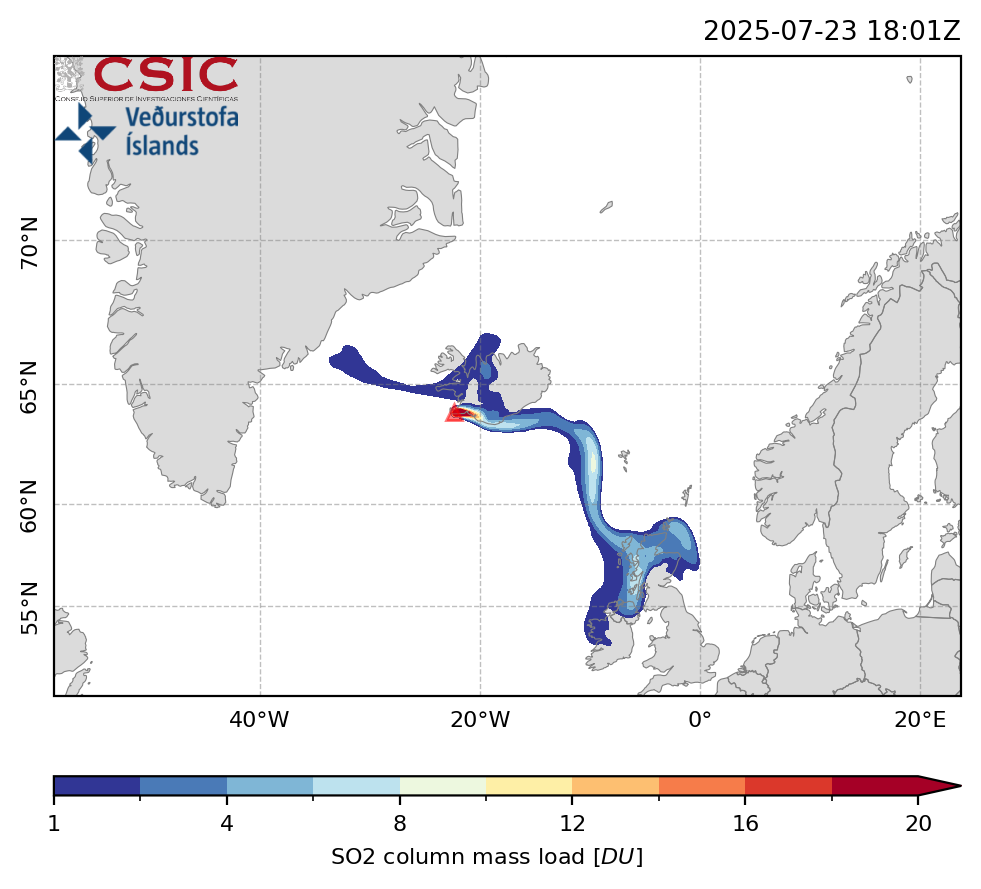 2025-07-23 18:01Z
CSIC
CONSEJO SUPERIOR DE INVESTIGACIONES CIENTÍFICAS
Veðurstofa
Íslands
70°N
65°N
60°N
55°N
40°W 20°W 0° 20°E
1 4 8 12 16 20
SO2 column mass load [DU]